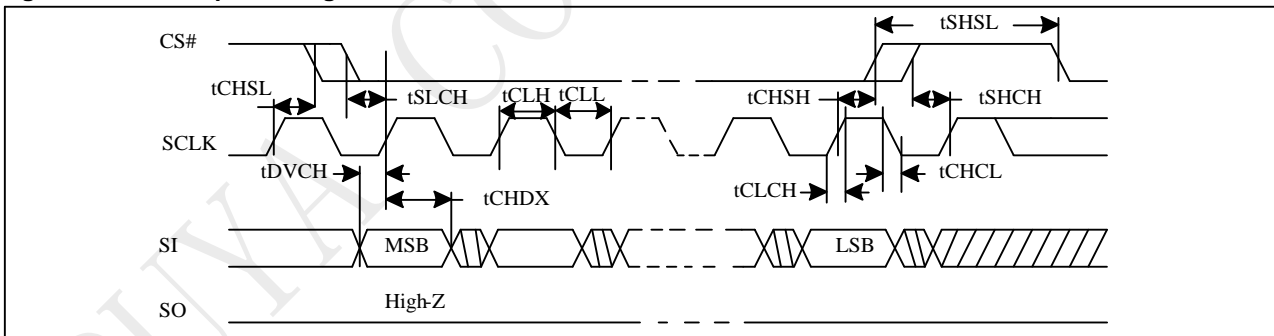 tSHSL
CS#
tCHSL
tSLCH
tCLH
tCLL
tCHSH
tSHCH
SCLK
tDVCH
tCHDX
tCLCH
tCHCL
SI
MSB
LSB
High-Z
SO